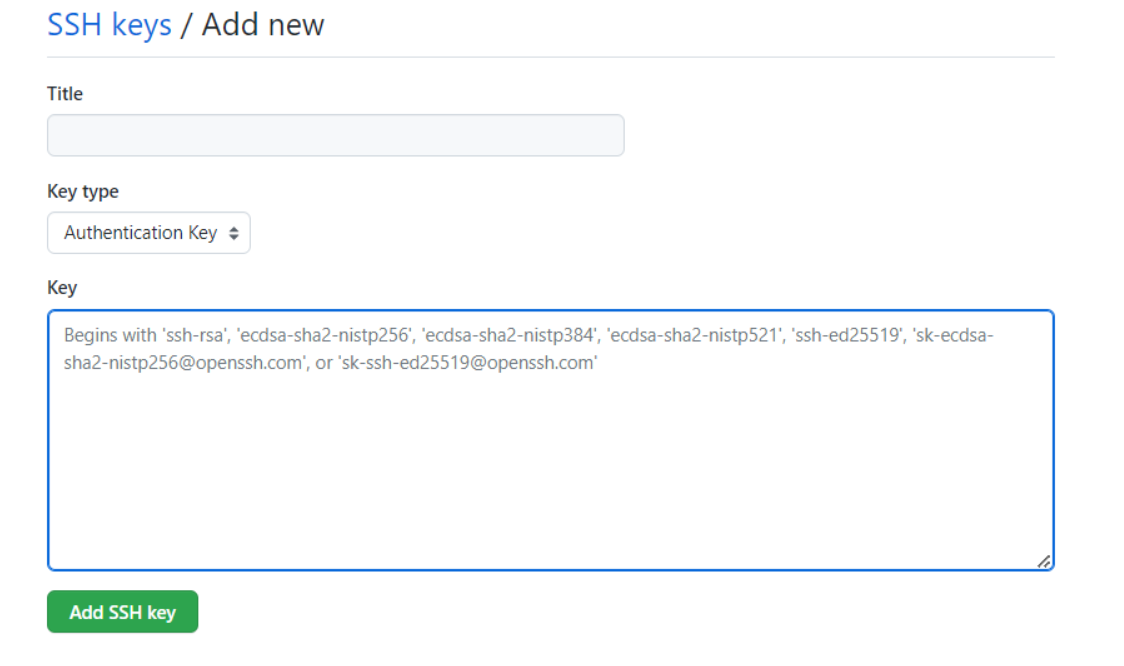 SSH keys / Add new
Title
Key type
Authentication Key
Key
Begins with 'ssh-rsa', 'ecdsa-sha2-nistp256', 'ecdsa-sha2-nistp384', 'ecdsa-sha2-nistp521', 'ssh-ed25519', 'sk-ecdsa-
sha2-nistp256@openssh.com', or 'sk-ssh-ed25519@openssh.com'
Add SSH key